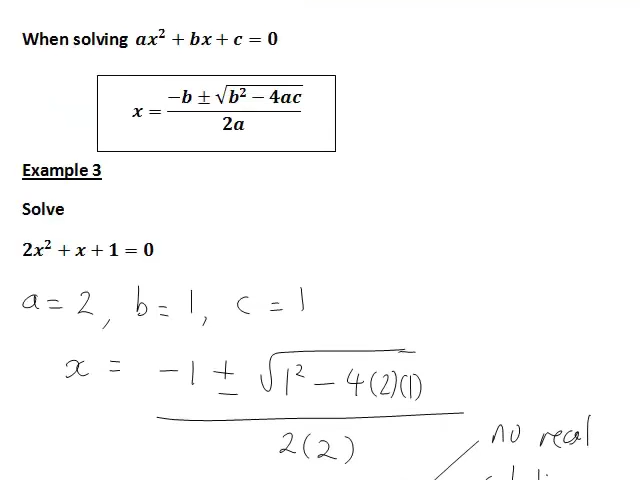 When solving ax² + bx + c = 0
x = (-b ± √(b² − 4ac)) / 2a
Example 3
Solve
2x² + x + 1 = 0
a = 2, b = 1, c = 1
x = (-1 ± √(1² − 4(2)(1))) / 2(2)
no real